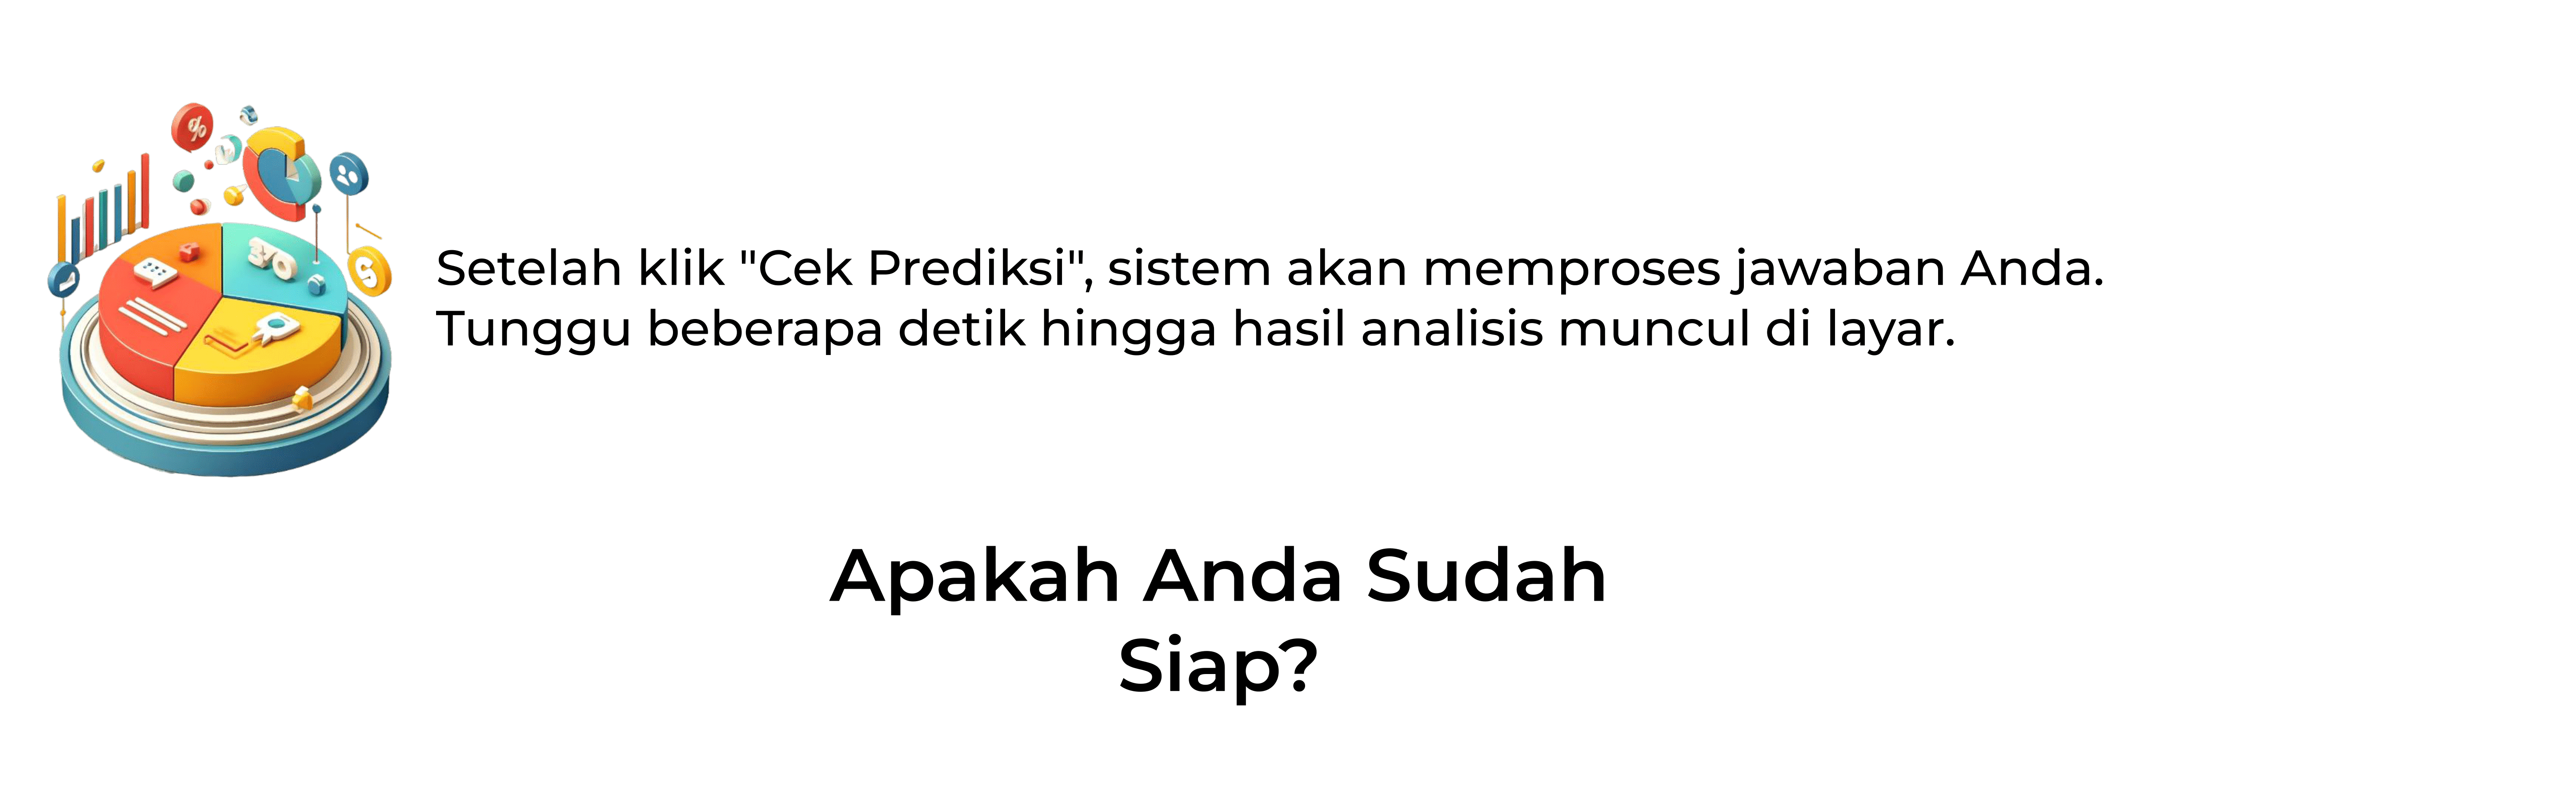 %
Setelah klik "Cek Prediksi", sistem akan memproses jawaban Anda.
Tunggu beberapa detik hingga hasil analisis muncul di layar.
Apakah Anda Sudah
Siap?